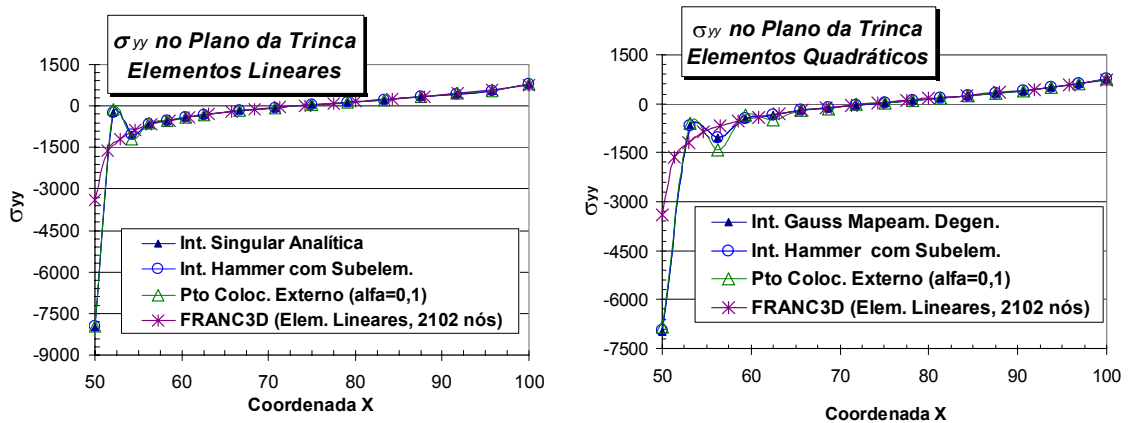 σ yy no Plano da Trinca
Elementos Lineares
1500
0
-1500
-3000
-4500
-6000
-7500
-9000
σyy
Int. Singular Analítica
Int. Hammer com Subelem.
Pto Coloc. Externo (alfa=0,1)
FRANC3D (Elem. Lineares, 2102 nós)
50 60 70 80 90 100
Coordenada X
σ yy no Plano da Trinca
Elementos Quadráticos
1500
0
-1500
-3000
-4500
-6000
-7500
σyy
Int. Gauss Mapeam. Degen.
Int. Hammer com Subelem.
Pto Coloc. Externo (alfa=0,1)
FRANC3D (Elem. Lineares, 2102 nós)
50 60 70 80 90 100
Coordenada X